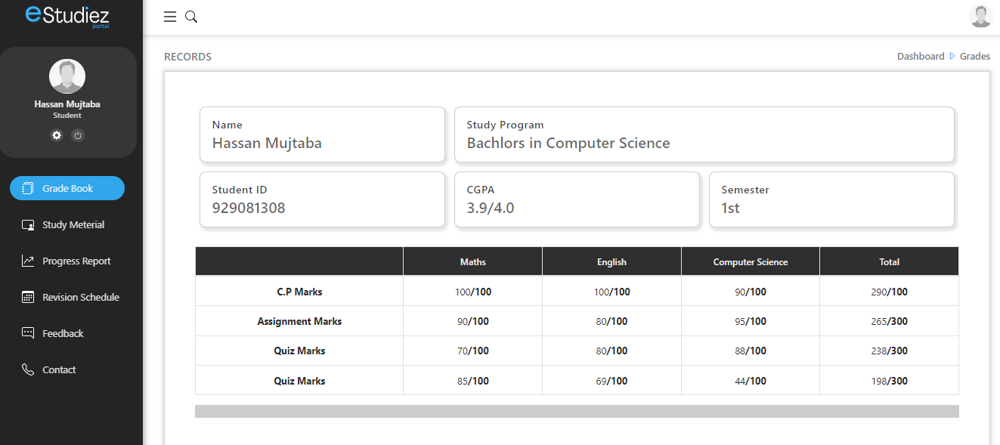 eStudiez
portal
Hassan Mujtaba
Student
Grade Book
Study Meterial
Progress Report
Revision Schedule
Feedback
Contact
RECORDS
Dashboard Grades
Name
Hassan Mujtaba
Study Program
Bachlors in Computer Science
Student ID
929081308
CGPA
3.9/4.0
Semester
1st
Maths English Computer Science Total
C.P Marks 100/100 100/100 90/100 290/100
Assignment Marks 90/100 80/100 95/100 265/300
Quiz Marks 70/100 80/100 88/100 238/300
Quiz Marks 85/100 69/100 44/100 198/300